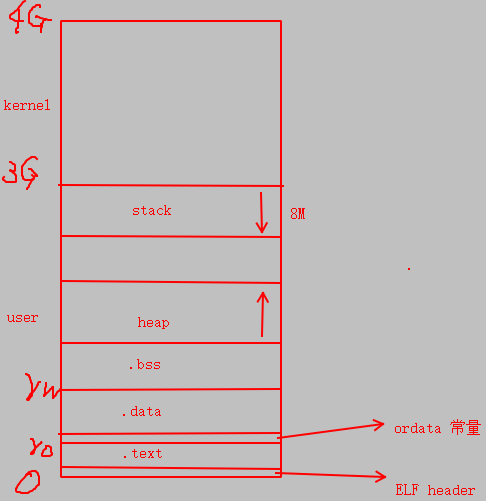 4G
kernel
3G
stack
8M
user
heap
.bss
rw
.data
ordata 常量
ro
.text
0
ELF header